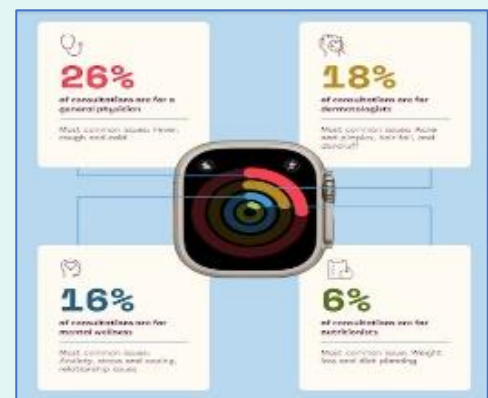 26%
of consultations are for a
general physician
Most common issues: Fever,
cough and cold
18%
of consultations are for
dermatologists
Most common issues: Acne
and pimples, hair fall, and
dandruff
16%
of consultations are for
mental wellness
Most common issues:
Anxiety, stress and
relationship issues
6%
of consultations are for
nutritionists
Most common issue: Weight
loss and diet planning